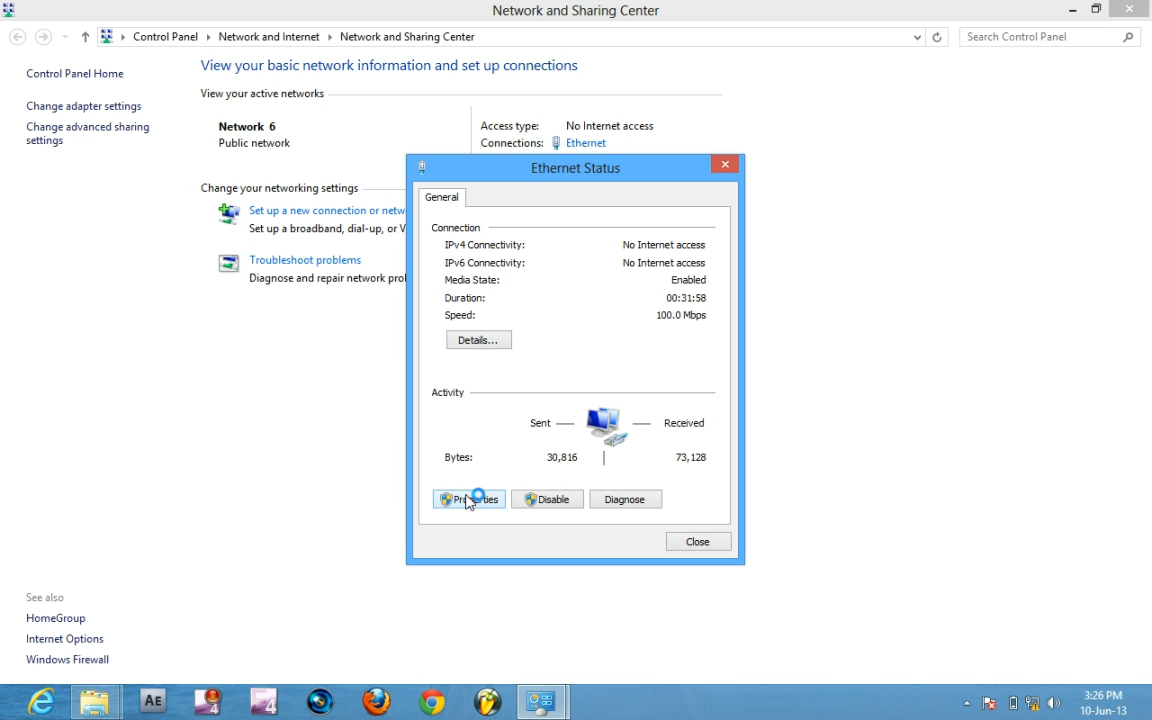 Network and Sharing Center
Control Panel Network and Internet Network and Sharing Center
Search Control Panel
Control Panel Home
Change adapter settings
Change advanced sharing
settings
View your basic network information and set up connections
View your active networks
Network 6
Public network
Access type: No Internet access
Connections: Ethernet
Change your networking settings
Set up a new connection or netw
Set up a broadband, dial-up, or V
Troubleshoot problems
Diagnose and repair network prol
Ethernet Status
General
Connection
IPv4 Connectivity: No Internet access
IPv6 Connectivity: No Internet access
Media State: Enabled
Duration: 00:31:58
Speed: 100.0 Mbps
Details...
Activity
Sent Received
Bytes: 30,816 73,128
Properties Disable Diagnose
Close
See also
HomeGroup
Internet Options
Windows Firewall
AE 4 4
3:26 PM
10-Jun-13